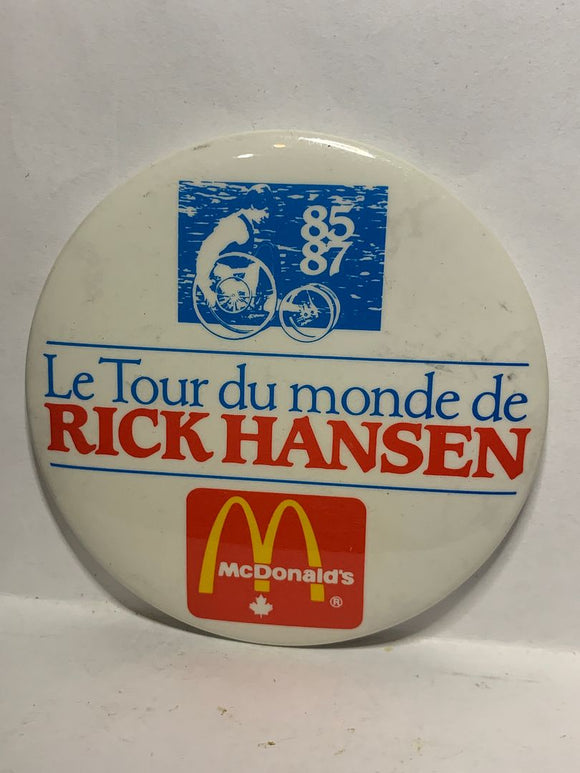 85
87
Le Tour du monde de
RICK HANSEN
McDonald's
®